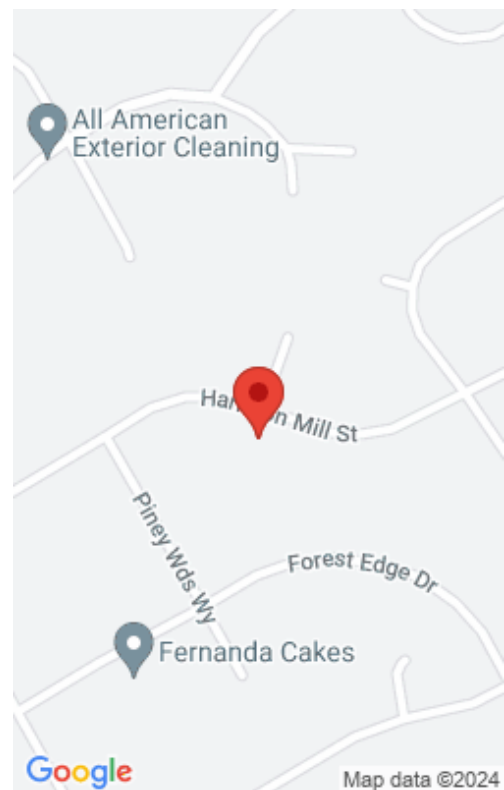 All American
Exterior Cleaning
Mill St
Piney Wds Wy
Forest Edge Dr
Fernanda Cakes
Google
Map data ©2024